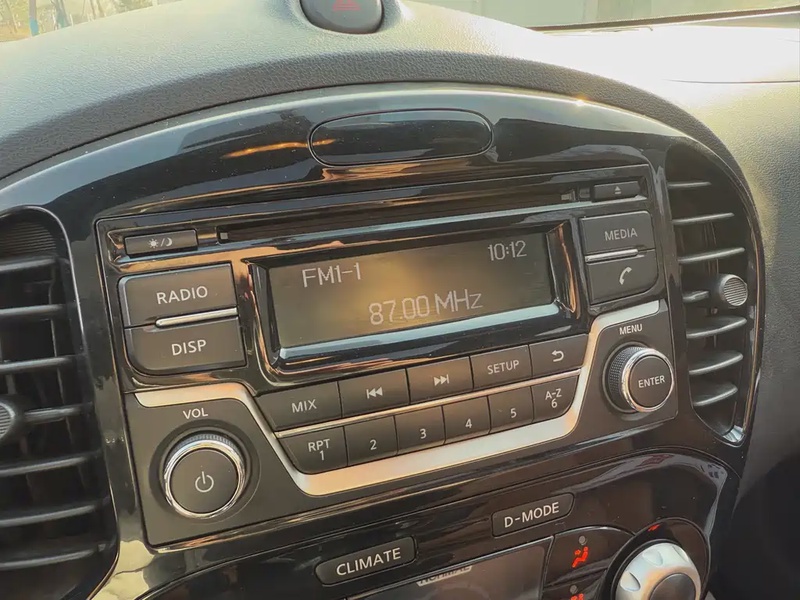 10:12
FM1-1
87.00 MHz
MEDIA
RADIO
DISP
MENU
ENTER
VOL
MIX
SETUP
RPT 1
2
3
4
5
A-Z 6
D-MODE
CLIMATE